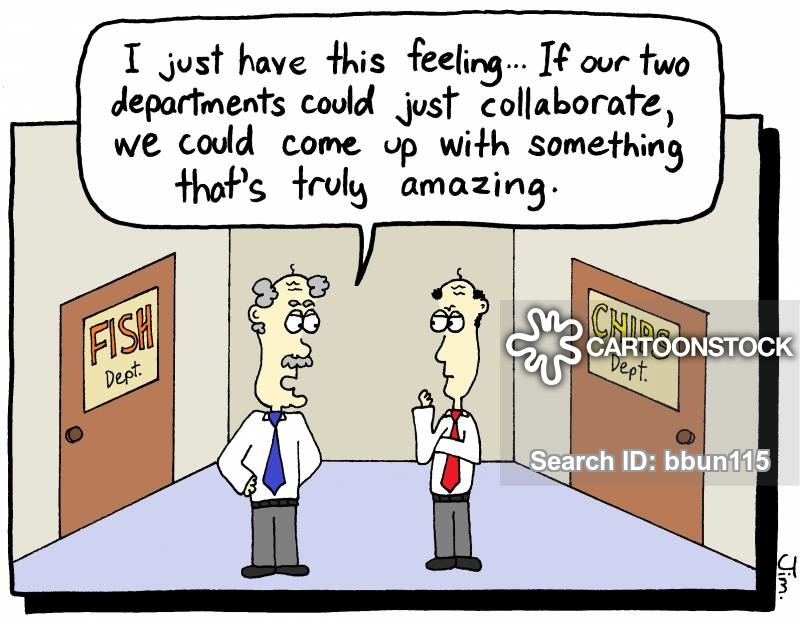 I just have this feeling... If our two
departments could just collaborate,
we could come up with something
that's truly amazing.
FISH
Dept.
CHIPS
Dept.
CARTOONSTOCK
Search ID: bbun115
Jim.